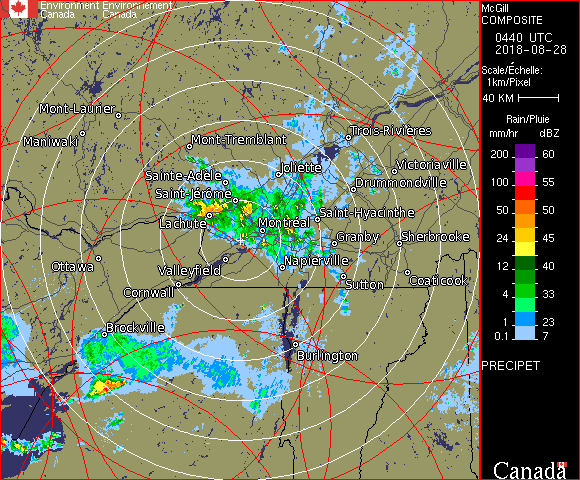 Environment Environnement
Canada Canada
McGill
COMPOSITE
0440 UTC
2018-08-28
Scale/Échelle:
1km/Pixel
40 KM
Rain/Pluie
mm/hr dBZ
200 60
150 60
100 55
50 50
24 45
12 40
4 33
0.1 23
7
PRECIPET
Canada
Mont-Laurier
Maniwaki
Mont-Tremblant
Trois-Rivières
Joliette
Victoriaville
Sainte-Adèle
Drummondville
Saint-Jérôme
Saint-Hyacinthe
Lachute
Montréal
Granby
Sherbrooke
Ottawa
Valleyfield
Napierville
Cornwall
Sutton
Coaticook
Brockville
Burlington